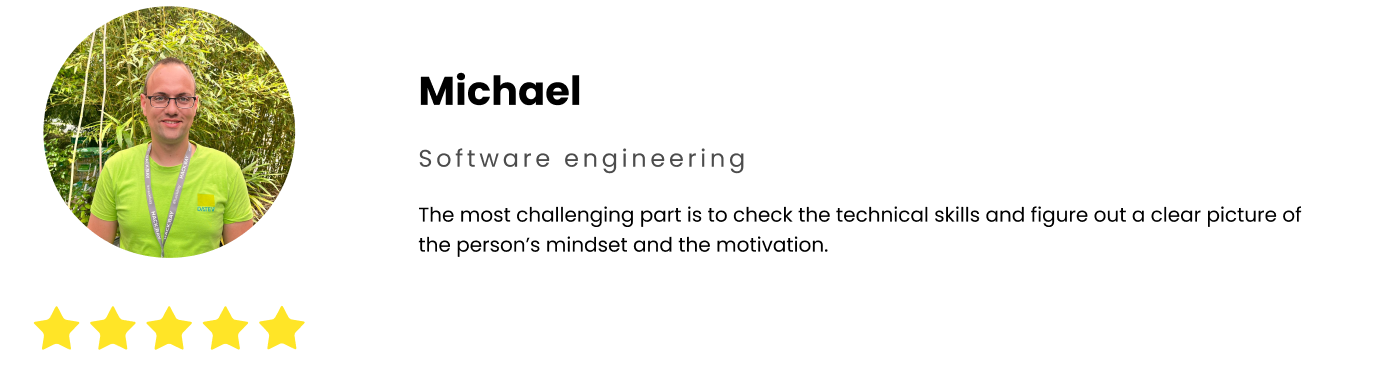 Michael
Software engineering
The most challenging part is to check the technical skills and figure out a clear picture of
the person’s mindset and the motivation.